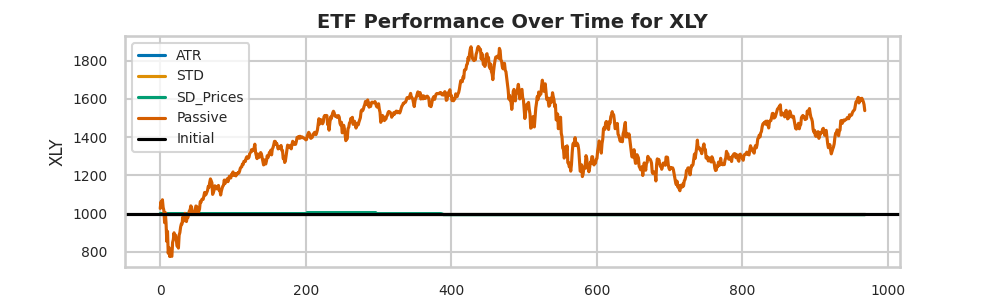 ETF Performance Over Time for XLY
XLY
1800
1600
1400
1200
1000
800
ATR
STD
SD_Prices
Passive
Initial
0 200 400 600 800 1000